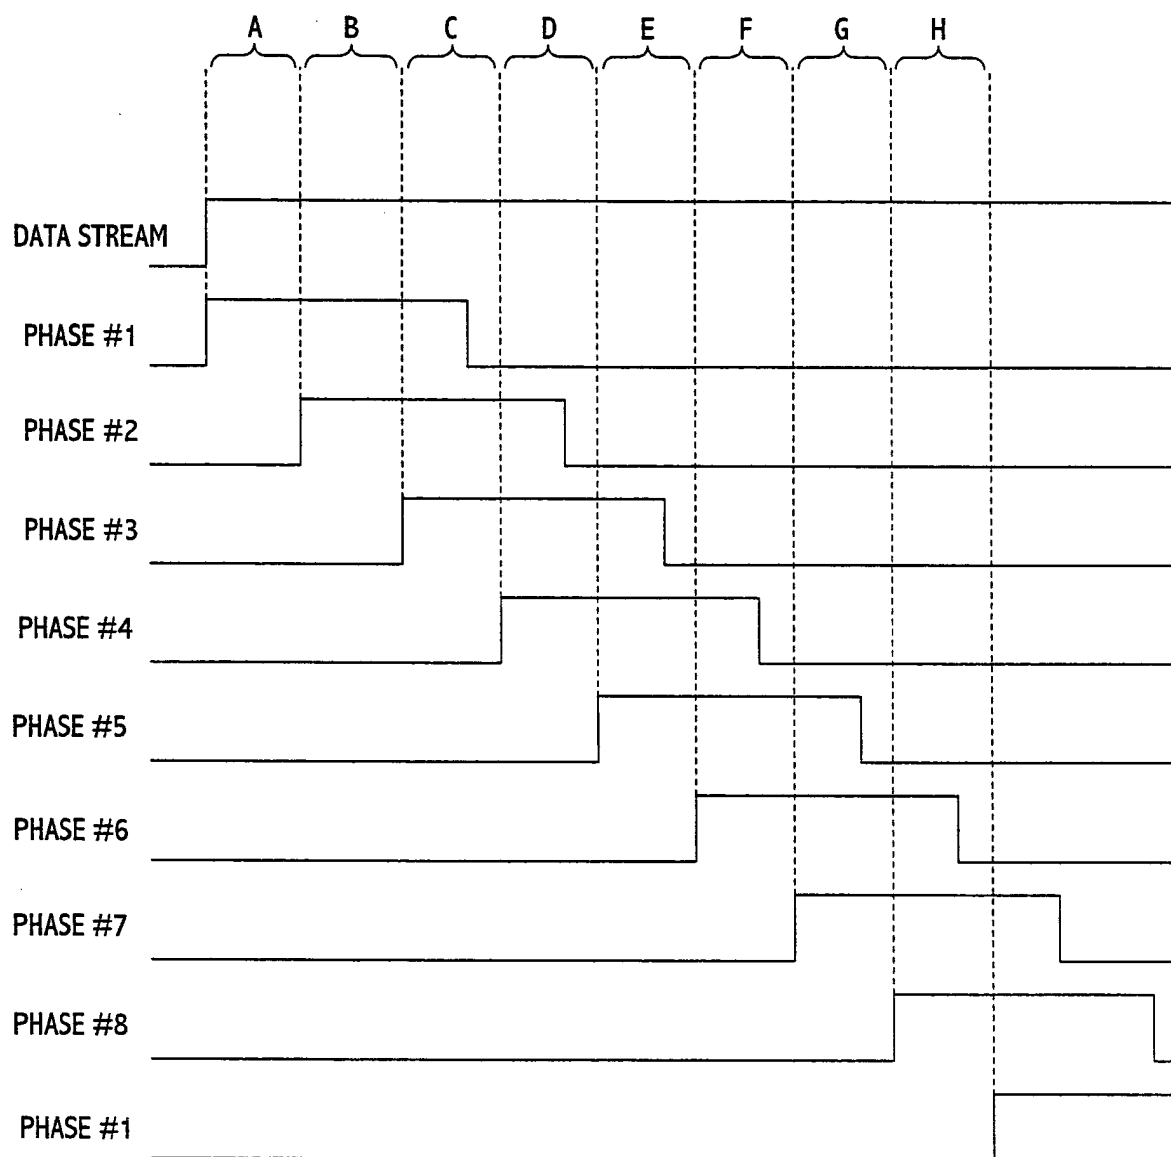 A B C D E F G H
DATA STREAM
PHASE #1
PHASE #2
PHASE #3
PHASE #4
PHASE #5
PHASE #6
PHASE #7
PHASE #8
PHASE #1